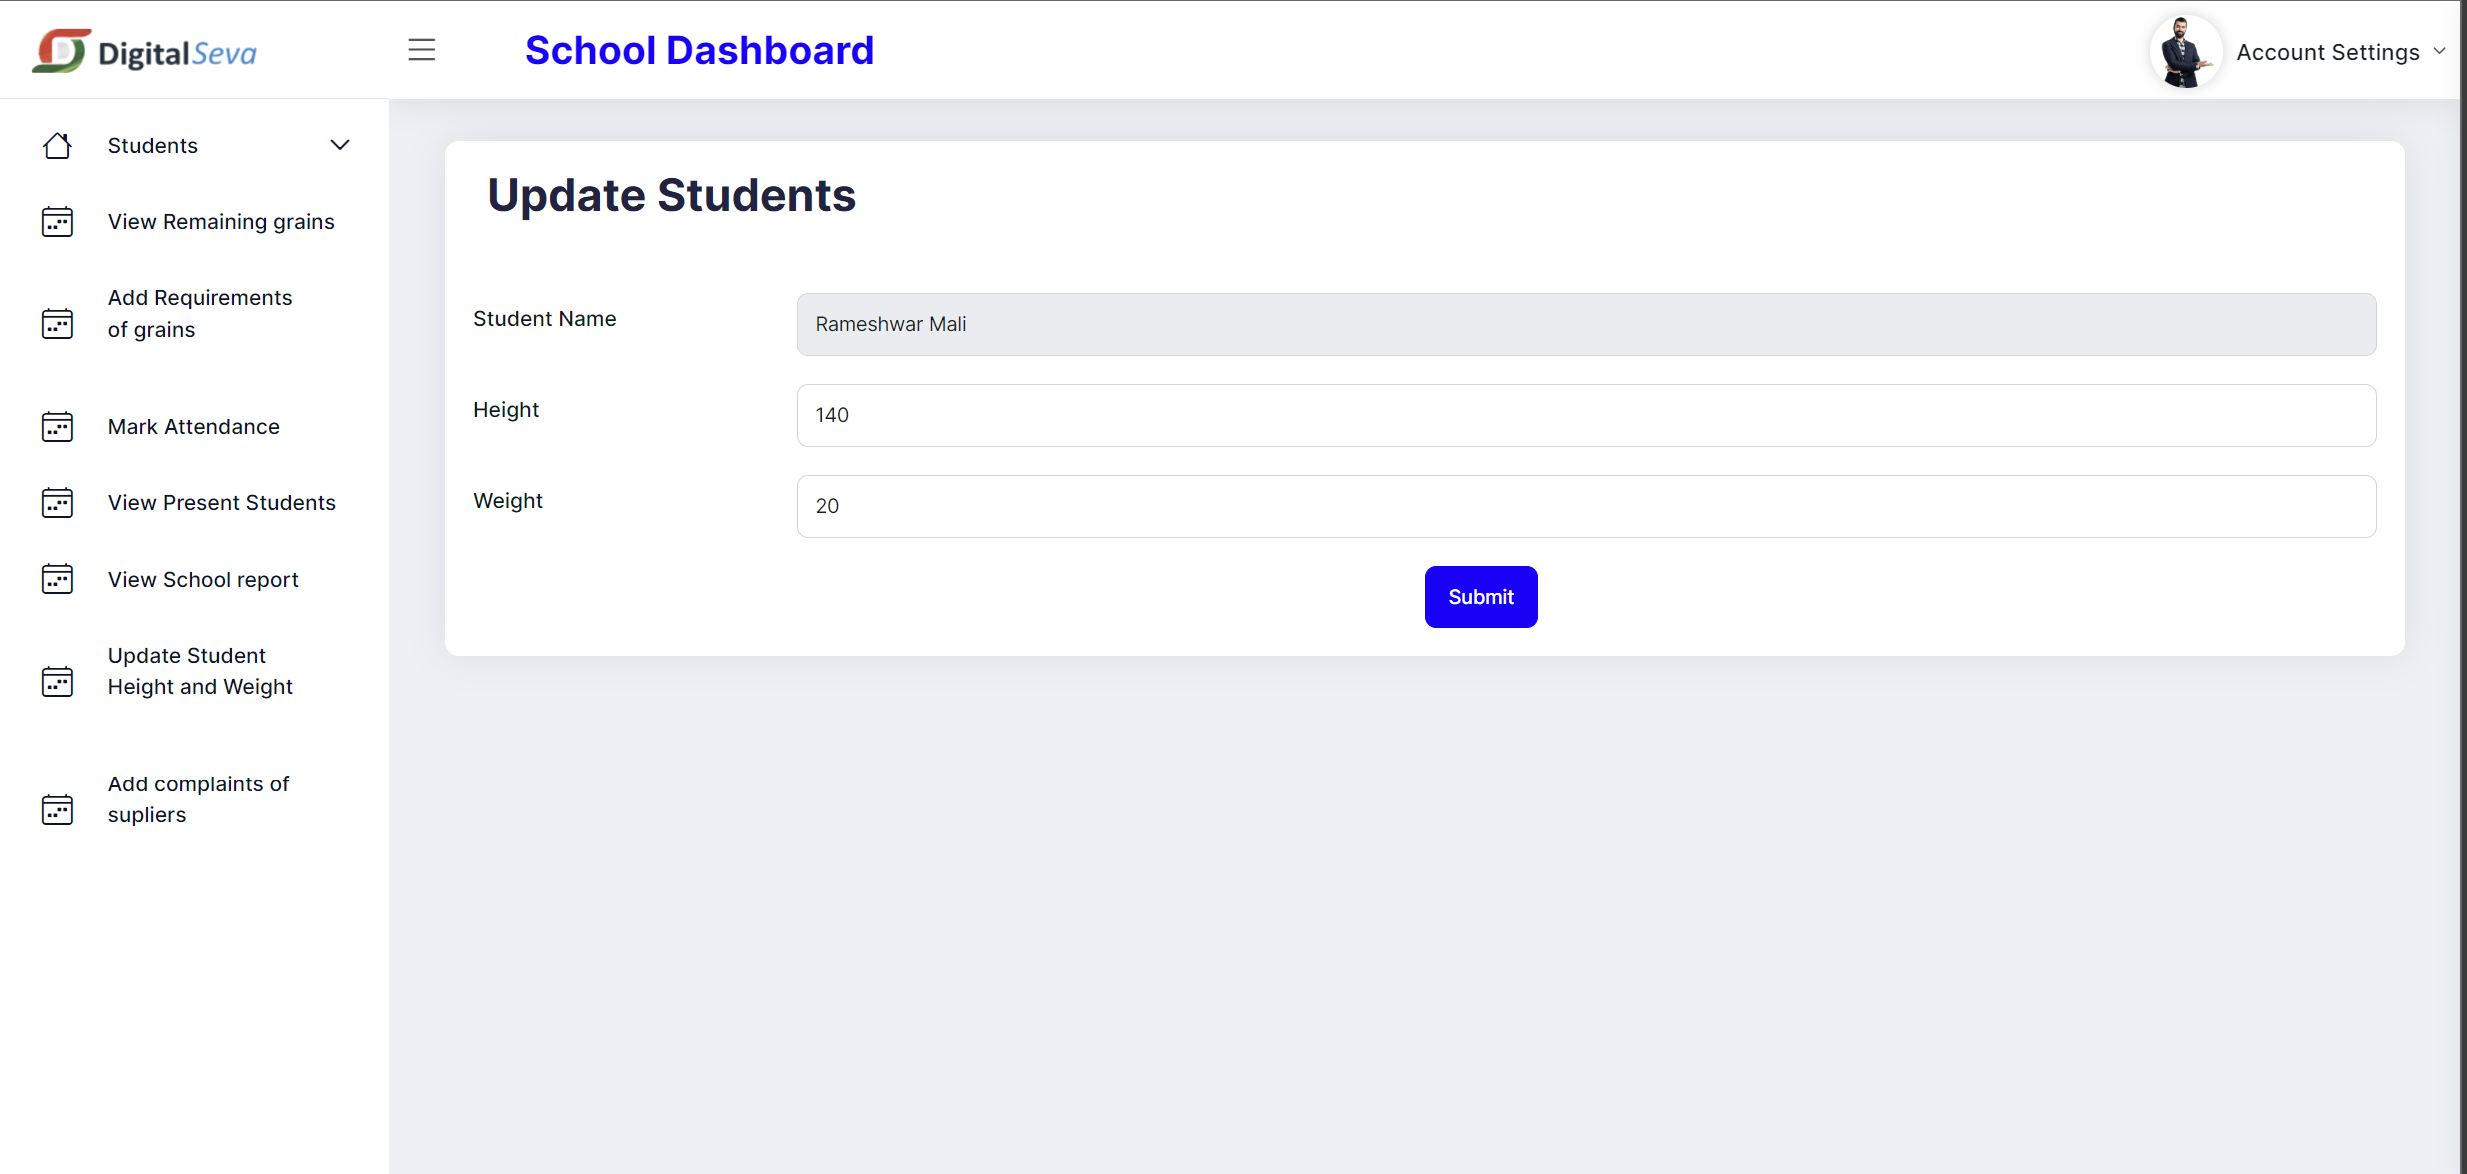 DigitalSeva
School Dashboard
Account Settings
Students
View Remaining grains
Add Requirements
of grains
Mark Attendance
View Present Students
View School report
Update Student
Height and Weight
Add complaints of
supliers
Update Students
Student Name
Rameshwar Mali
Height
140
Weight
20
Submit